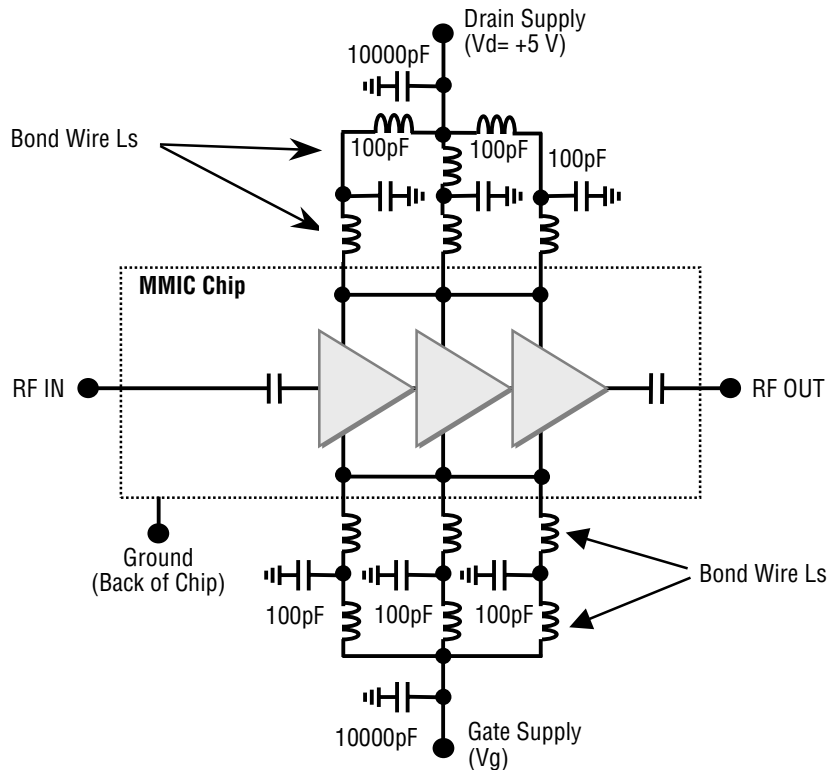 Drain Supply
(Vd= +5 V)
10000pF
Bond Wire Ls
100pF
100pF
100pF
MMIC Chip
RF IN
RF OUT
Ground
(Back of Chip)
Bond Wire Ls
100pF
100pF
100pF
10000pF
Gate Supply
(Vg)